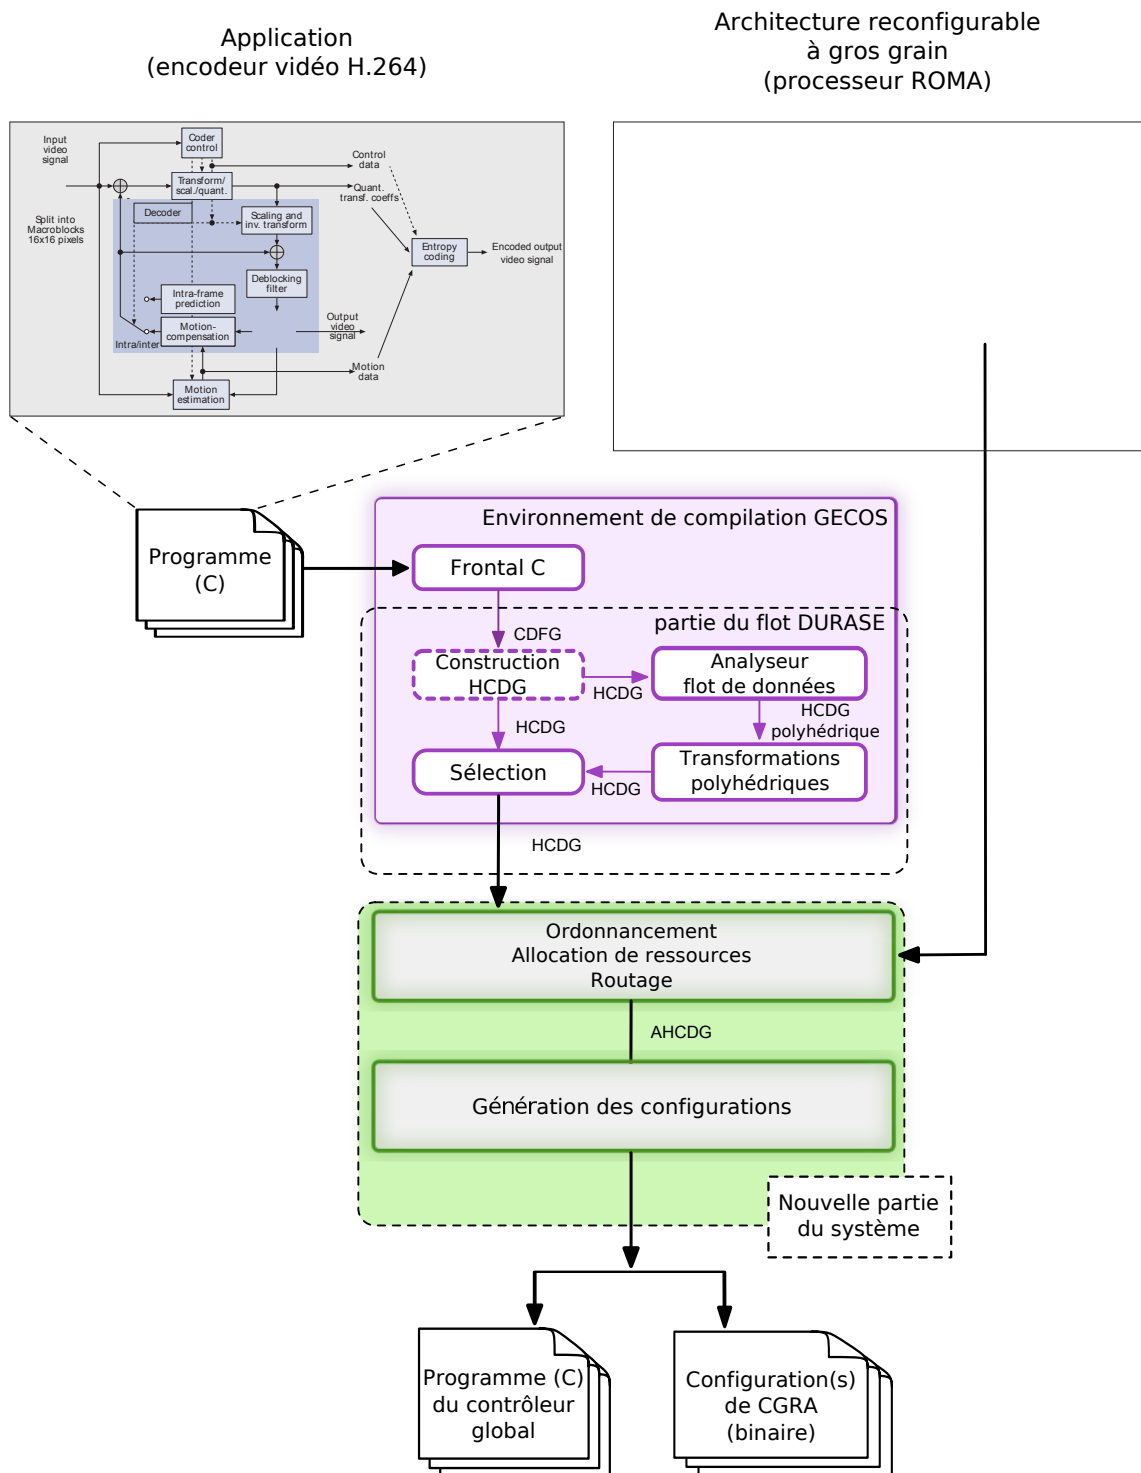 Application
(encodeur vidéo H.264)
Architecture reconfigurable
à gros grain
(processeur ROMA)
Input
video
signal
Coder
control
Control
data
Transform/
scal./quant.
Quant.
transf. coeffs
Split into
Macroblocks
16x16 pixels
Decoder
Scaling and
inv. transform
Entropy
coding
Encoded output
video signal
Deblocking
filter
Intra-frame
prediction
Output
video
signal
Motion-
compensation
Intra/inter
Motion
data
Motion
estimation
Programme
(C)
Environnement de compilation GECOS
Frontal C
partie du flot DURASE
CDFG
Construction
HCDG
HCDG
Analyseur
flot de données
HCDG
HCDG
polyhédrique
Sélection
HCDG
Transformations
polyhédriques
HCDG
Ordonnancement
Allocation de ressources
Routage
AHCDG
Génération des configurations
Nouvelle partie
du système
Programme (C)
du contrôleur
global
Configuration(s)
de CGRA
(binaire)